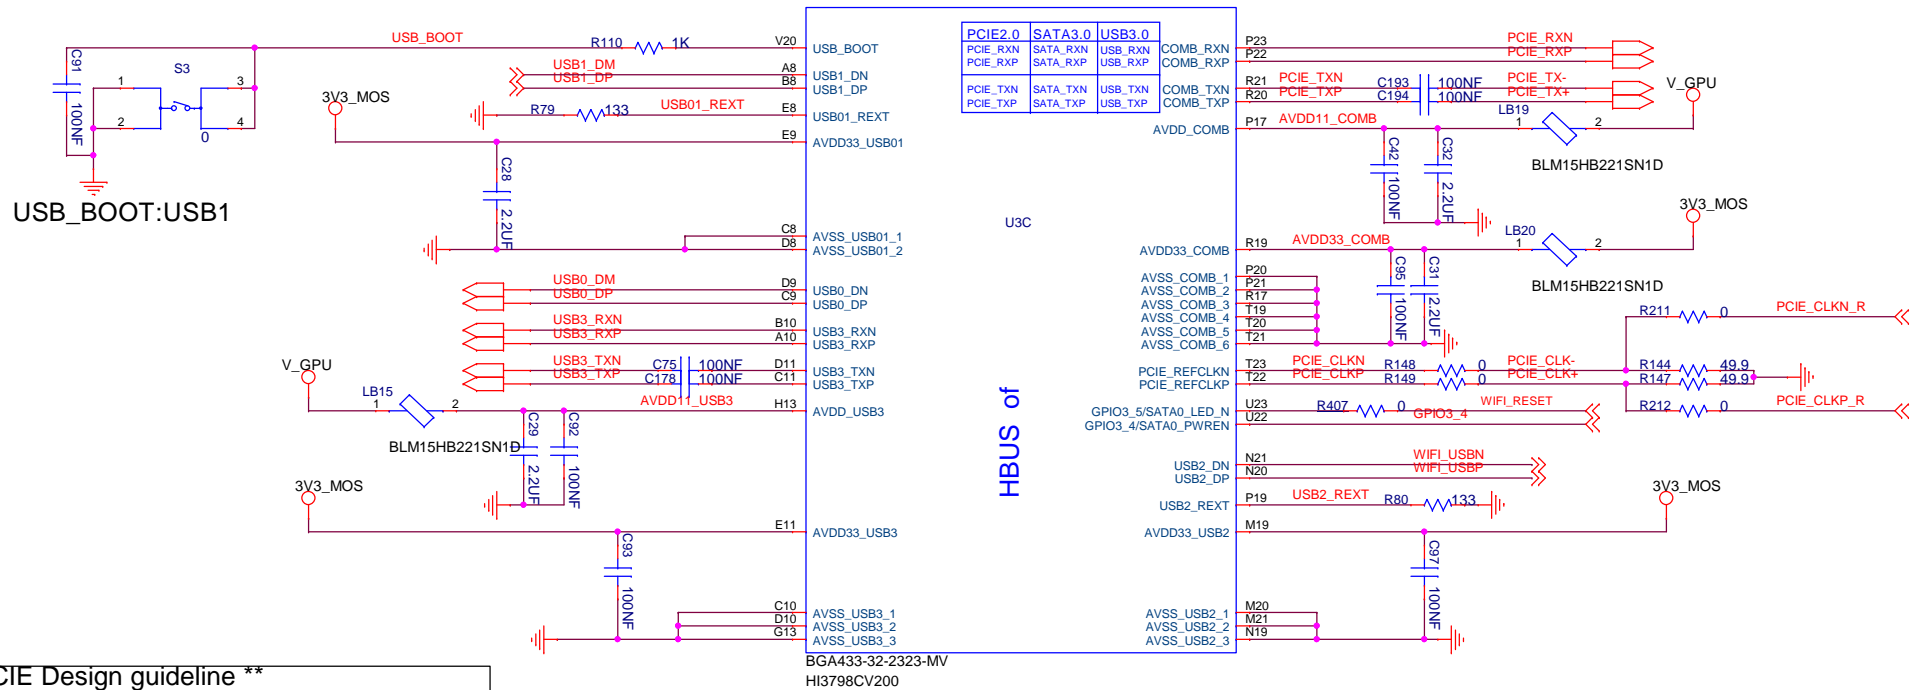 USB_BOOT
R110 1K
V20 USB_BOOT
C91
100NF
S3
1 3
2 4
0
USB_BOOT:USB1
USB1_DM A8 USB1_DN
USB1_DP B8 USB1_DP
3V3_MOS
R79 133 USB01_REXT E8 USB01_REXT
E9 AVDD33_USB01
C28
2.2UF
C8 AVSS_USB01_1
D8 AVSS_USB01_2
USB0_DM D9 USB0_DN
USB0_DP C9 USB0_DP
USB3_RXN B10 USB3_RXN
USB3_RXP A10 USB3_RXP
USB3_TXN C75 100NF D11 USB3_TXN
USB3_TXP C178 100NF C11 USB3_TXP
V_GPU
LB15
1 2
AVDD11_USB3 H13 AVDD_USB3
BLM15HB221SN1D
C29
2.2UF
C92
100NF
3V3_MOS
E11 AVDD33_USB3
C93
100NF
C10 AVSS_USB3_1
D10 AVSS_USB3_2
G13 AVSS_USB3_3
CIE Design guideline **
PCIE2.0 SATA3.0 USB3.0
PCIE_RXN SATA_RXN USB_RXN
PCIE_RXP SATA_RXP USB_RXP
PCIE_TXN SATA_TXN USB_TXN
PCIE_TXP SATA_TXP USB_TXP
U3C
HBUS of
BGA433-32-2323-MV
HI3798CV200
COMB_RXN P23 PCIE_RXN
COMB_RXP P22 PCIE_RXP
COMB_TXN R21 PCIE_TXN C193 100NF PCIE_TX-
COMB_TXP R20 PCIE_TXP C194 100NF PCIE_TX+
V_GPU
AVDD_COMB P17 AVDD11_COMB
LB19
1 2
BLM15HB221SN1D
C42
100NF
C32
2.2UF
3V3_MOS
AVDD33_COMB R19 AVDD33_COMB
LB20
1 2
BLM15HB221SN1D
C95
100NF
C31
2.2UF
AVSS_COMB_1 P20
AVSS_COMB_2 P21
AVSS_COMB_3 R17
AVSS_COMB_4 T19
AVSS_COMB_5 T20
AVSS_COMB_6 T21
R211 0 PCIE_CLKN_R
PCIE_REFCLKN T23 PCIE_CLKN R148 0 PCIE_CLK- R144 49.9
PCIE_REFCLKP T22 PCIE_CLKP R149 0 PCIE_CLK+ R147 49.9
R212 0 PCIE_CLKP_R
GPIO3_5/SATA0_LED_N U23 R407 0 WIFI_RESET
GPIO3_4/SATA0_PWREN U22 GPIO3_4
USB2_DN N21 WIFI_USBN
USB2_DP N20 WIFI_USBP
USB2_REXT P19 USB2_REXT R80 133
3V3_MOS
AVDD33_USB2 M19
C97
100NF
AVSS_USB2_1 M20
AVSS_USB2_2 M21
AVSS_USB2_3 N19